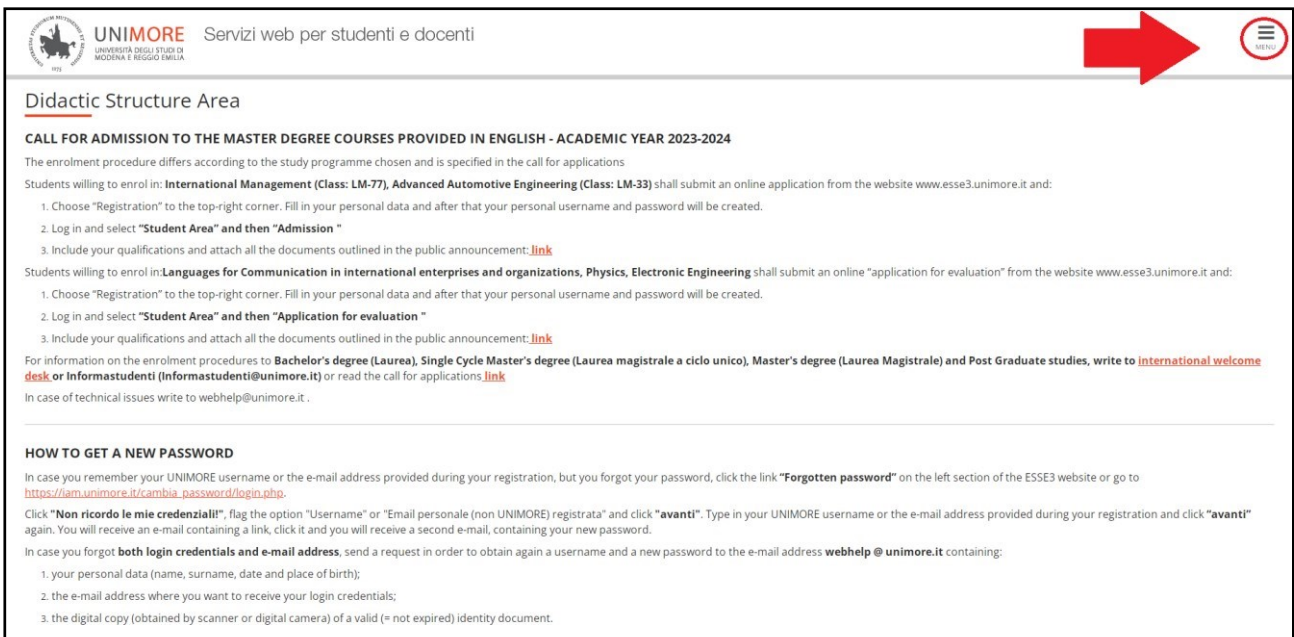 UNIMORE
UNIVERSITÀ DEGLI STUDI DI
MODENA E REGGIO EMILIA
1175
Servizi web per studenti e docenti
MENU
Didactic Structure Area
CALL FOR ADMISSION TO THE MASTER DEGREE COURSES PROVIDED IN ENGLISH - ACADEMIC YEAR 2023-2024
The enrolment procedure differs according to the study programme chosen and is specified in the call for applications
Students willing to enrol in: International Management (Class: LM-77), Advanced Automotive Engineering (Class: LM-33) shall submit an online application from the website www.esse3.unimore.it and:
1. Choose “Registration” to the top-right corner. Fill in your personal data and after that your personal username and password will be created.
2. Log in and select “Student Area” and then “Admission "
3. Include your qualifications and attach all the documents outlined in the public announcement: link
Students willing to enrol in:Languages for Communication in international enterprises and organizations, Physics, Electronic Engineering shall submit an online “application for evaluation” from the website www.esse3.unimore.it and:
1. Choose “Registration” to the top-right corner. Fill in your personal data and after that your personal username and password will be created.
2. Log in and select “Student Area” and then “Application for evaluation "
3. Include your qualifications and attach all the documents outlined in the public announcement: link
For information on the enrolment procedures to Bachelor's degree (Laurea), Single Cycle Master's degree (Laurea magistrale a ciclo unico), Master's degree (Laurea Magistrale) and Post Graduate studies, write to international welcome
desk or Informastudenti (Informastudenti@unimore.it) or read the call for applications link
In case of technical issues write to webhelp@unimore.it .
HOW TO GET A NEW PASSWORD
In case you remember your UNIMORE username or the e-mail address provided during your registration, but you forgot your password, click the link “Forgotten password” on the left section of the ESSE3 website or go to
https://iam.unimore.it/cambia_password/login.php.
Click "Non ricordo le mie credenziali!", flag the option "Username" or "Email personale (non UNIMORE) registrata" and click "avanti". Type in your UNIMORE username or the e-mail address provided during your registration and click “avanti”
again. You will receive an e-mail containing a link, click it and you will receive a second e-mail, containing your new password.
In case you forgot both login credentials and e-mail address, send a request in order to obtain again a username and a new password to the e-mail address webhelp @ unimore.it containing:
1. your personal data (name, surname, date and place of birth);
2. the e-mail address where you want to receive your login credentials;
3. the digital copy (obtained by scanner or digital camera) of a valid (= not expired) identity document.